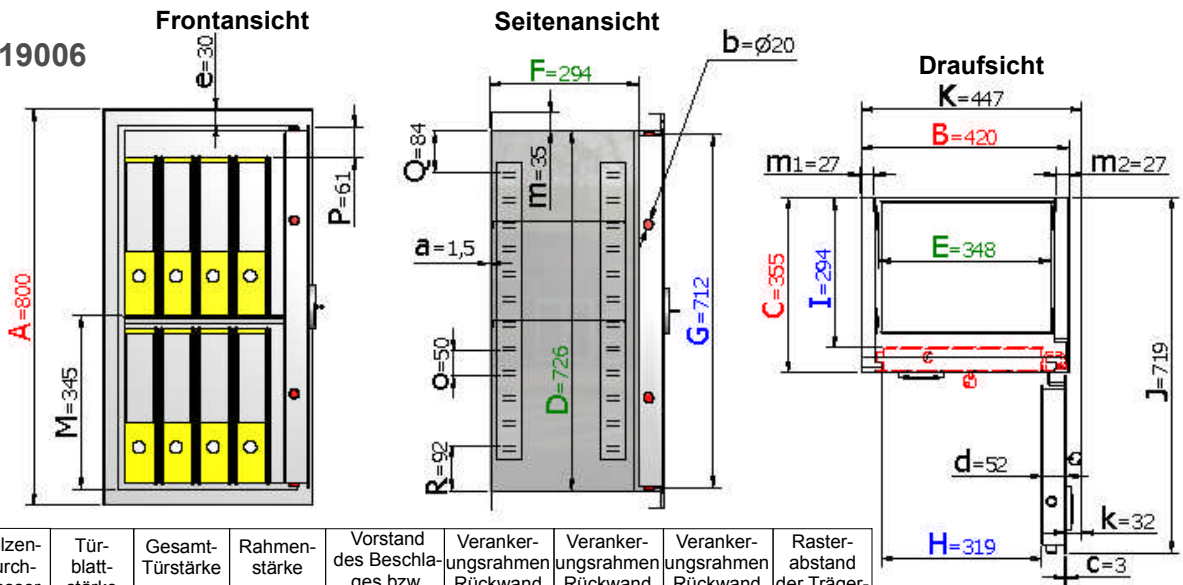 Frontansicht
Seitenansicht
Draufsicht
19006
e=30
A=800
M=345
P=61
F=294
b=ø20
Q=84
m=35
a=1,5
O=50
D=726
G=712
R=92
K=447
B=420
m1=27
m2=27
C=355
I=294
E=348
J=719
d=52
k=32
H=319
c=3
Tür-
blatt-
stärke
Gesamt-
Türstärke
Rahmen-
stärke
Vorstand
des Beschla-
ges bzw.
Veranker-
ungsrahmen
Rückwand
Veranker-
ungsrahmen
Rückwand
Veranker-
ungsrahmen
Rückwand
Raster-
abstand
der Träger-